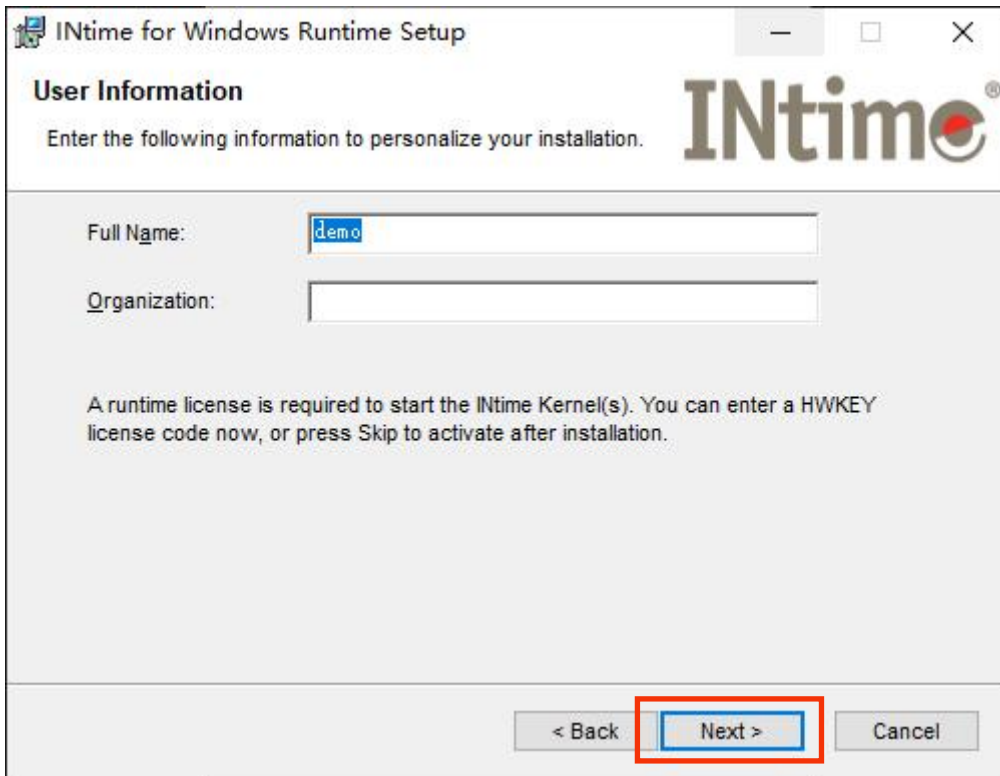 INtime for Windows Runtime Setup
User Information
Enter the following information to personalize your installation.
INtime®
Full Name:
demo
Organization:
A runtime license is required to start the INtime Kernel(s). You can enter a HWKEY
license code now, or press Skip to activate after installation.
< Back
Next >
Cancel